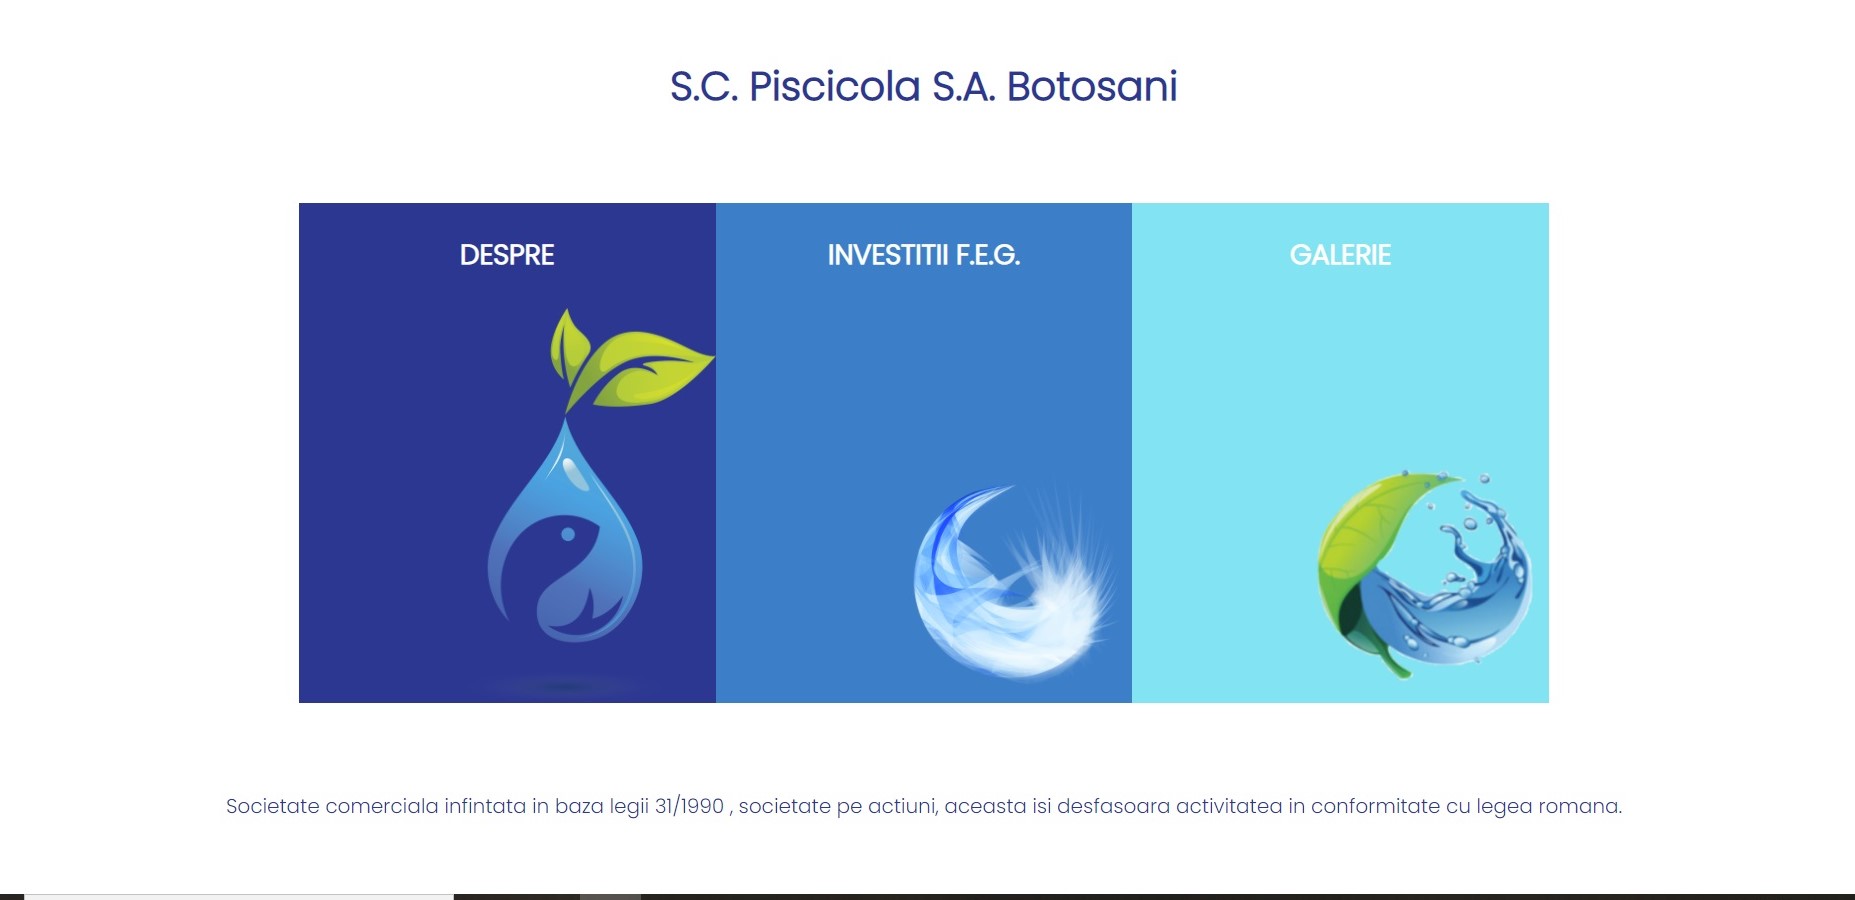 S.C. Piscicola S.A. Botosani
DESPRE
INVESTITII F.E.G.
GALERIE
Societate comerciala infintata in baza legii 31/1990 , societate pe actiuni, aceasta isi desfasoara activitatea in conformitate cu legea romana.